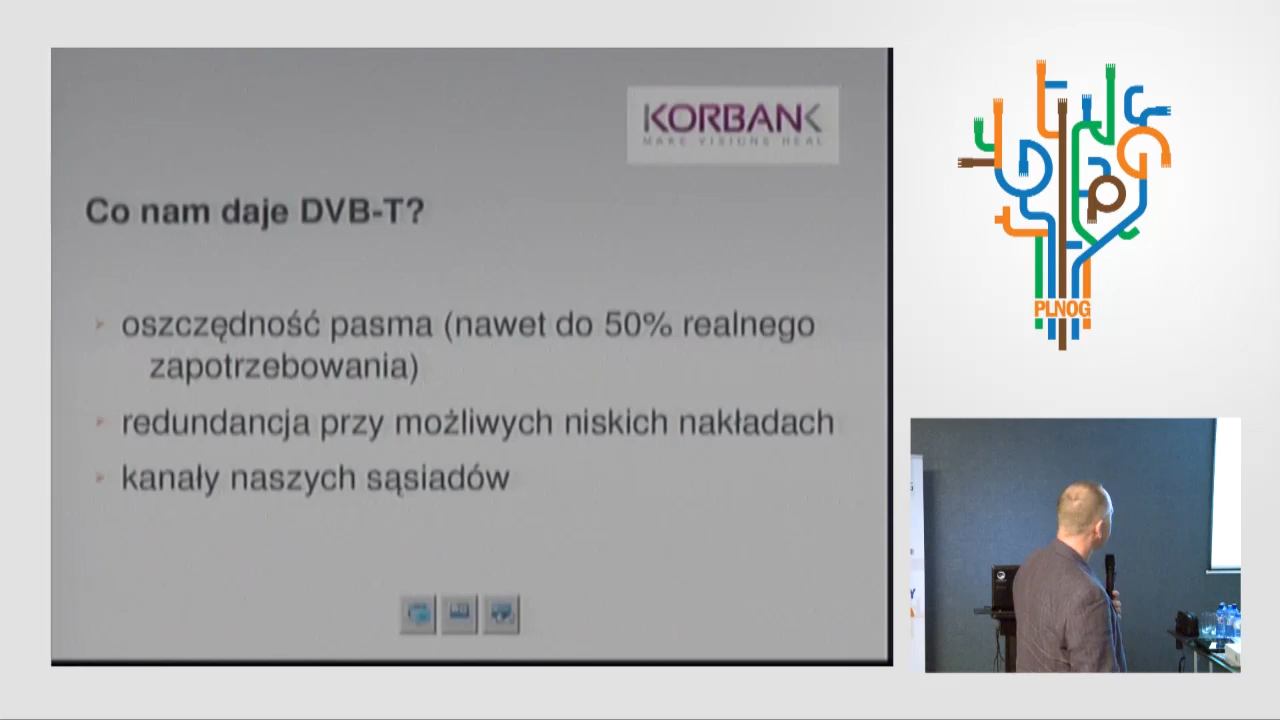 KORBANK
MAKE VISIONS REAL
Co nam daje DVB-T?
oszczędność pasma (nawet do 50% realnego
zapotrzebowania)
redundancja przy możliwych niskich nakładach
kanały naszych sąsiadów
PLNOG